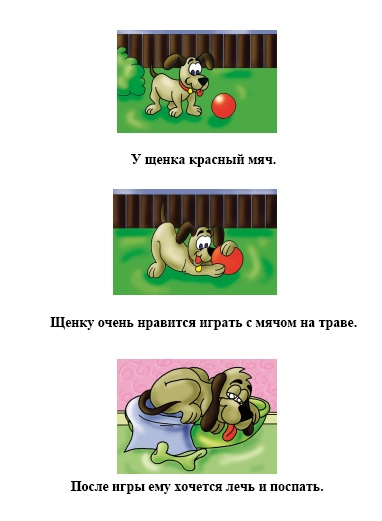 У щенка красный мяч.
Щенку очень нравится играть с мячом на траве.
После игры ему хочется лечь и поспать.